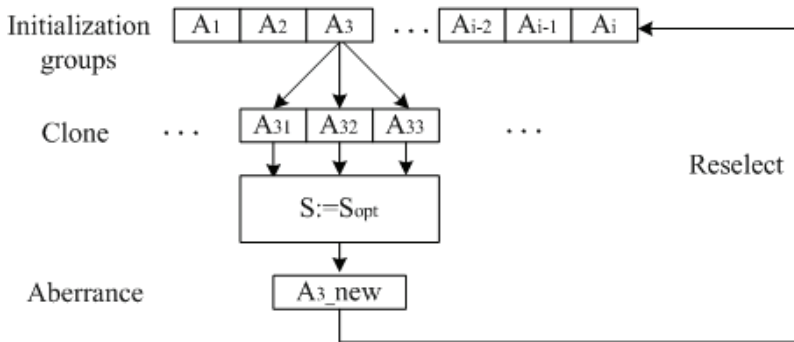 Initialization groups
A1 A2 A3 ... Ai-2 Ai-1 Ai
Clone
... A31 A32 A33 ...
Reselect
S:=Sopt
Aberrance
A3_new